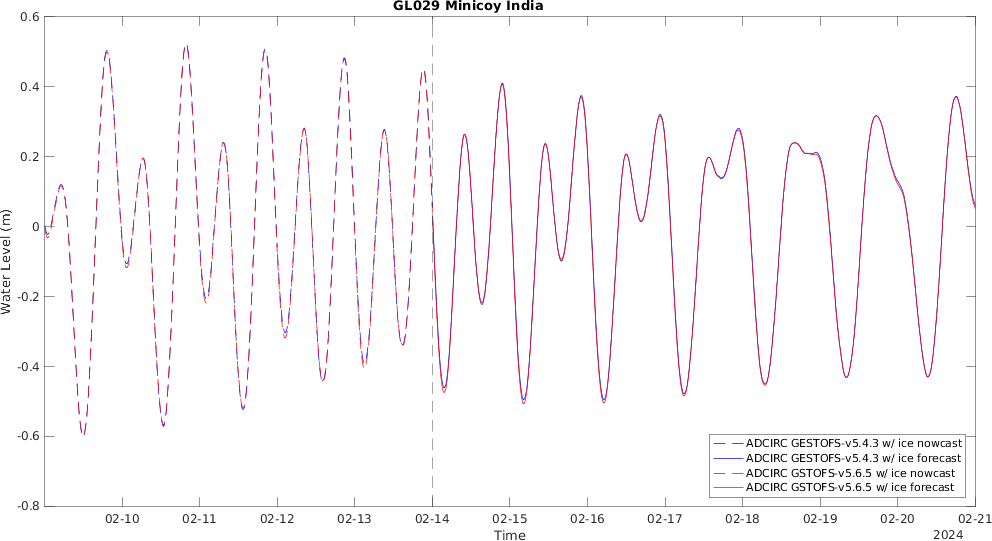 GL029 Minicoy India
0.6
0.4
0.2
0
-0.2
-0.4
-0.6
-0.8
Water Level (m)
ADCIRC GESTOFS-v5.4.3 w/ ice nowcast
ADCIRC GESTOFS-v5.4.3 w/ ice forecast
ADCIRC GSTOFS-v5.6.5 w/ ice nowcast
ADCIRC GSTOFS-v5.6.5 w/ ice forecast
02-10 02-11 02-12 02-13 02-14 02-15 02-16 02-17 02-18 02-19 02-20 02-21
Time
2024